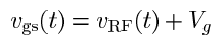 v_gs(t) = v_RF(t) + V_g